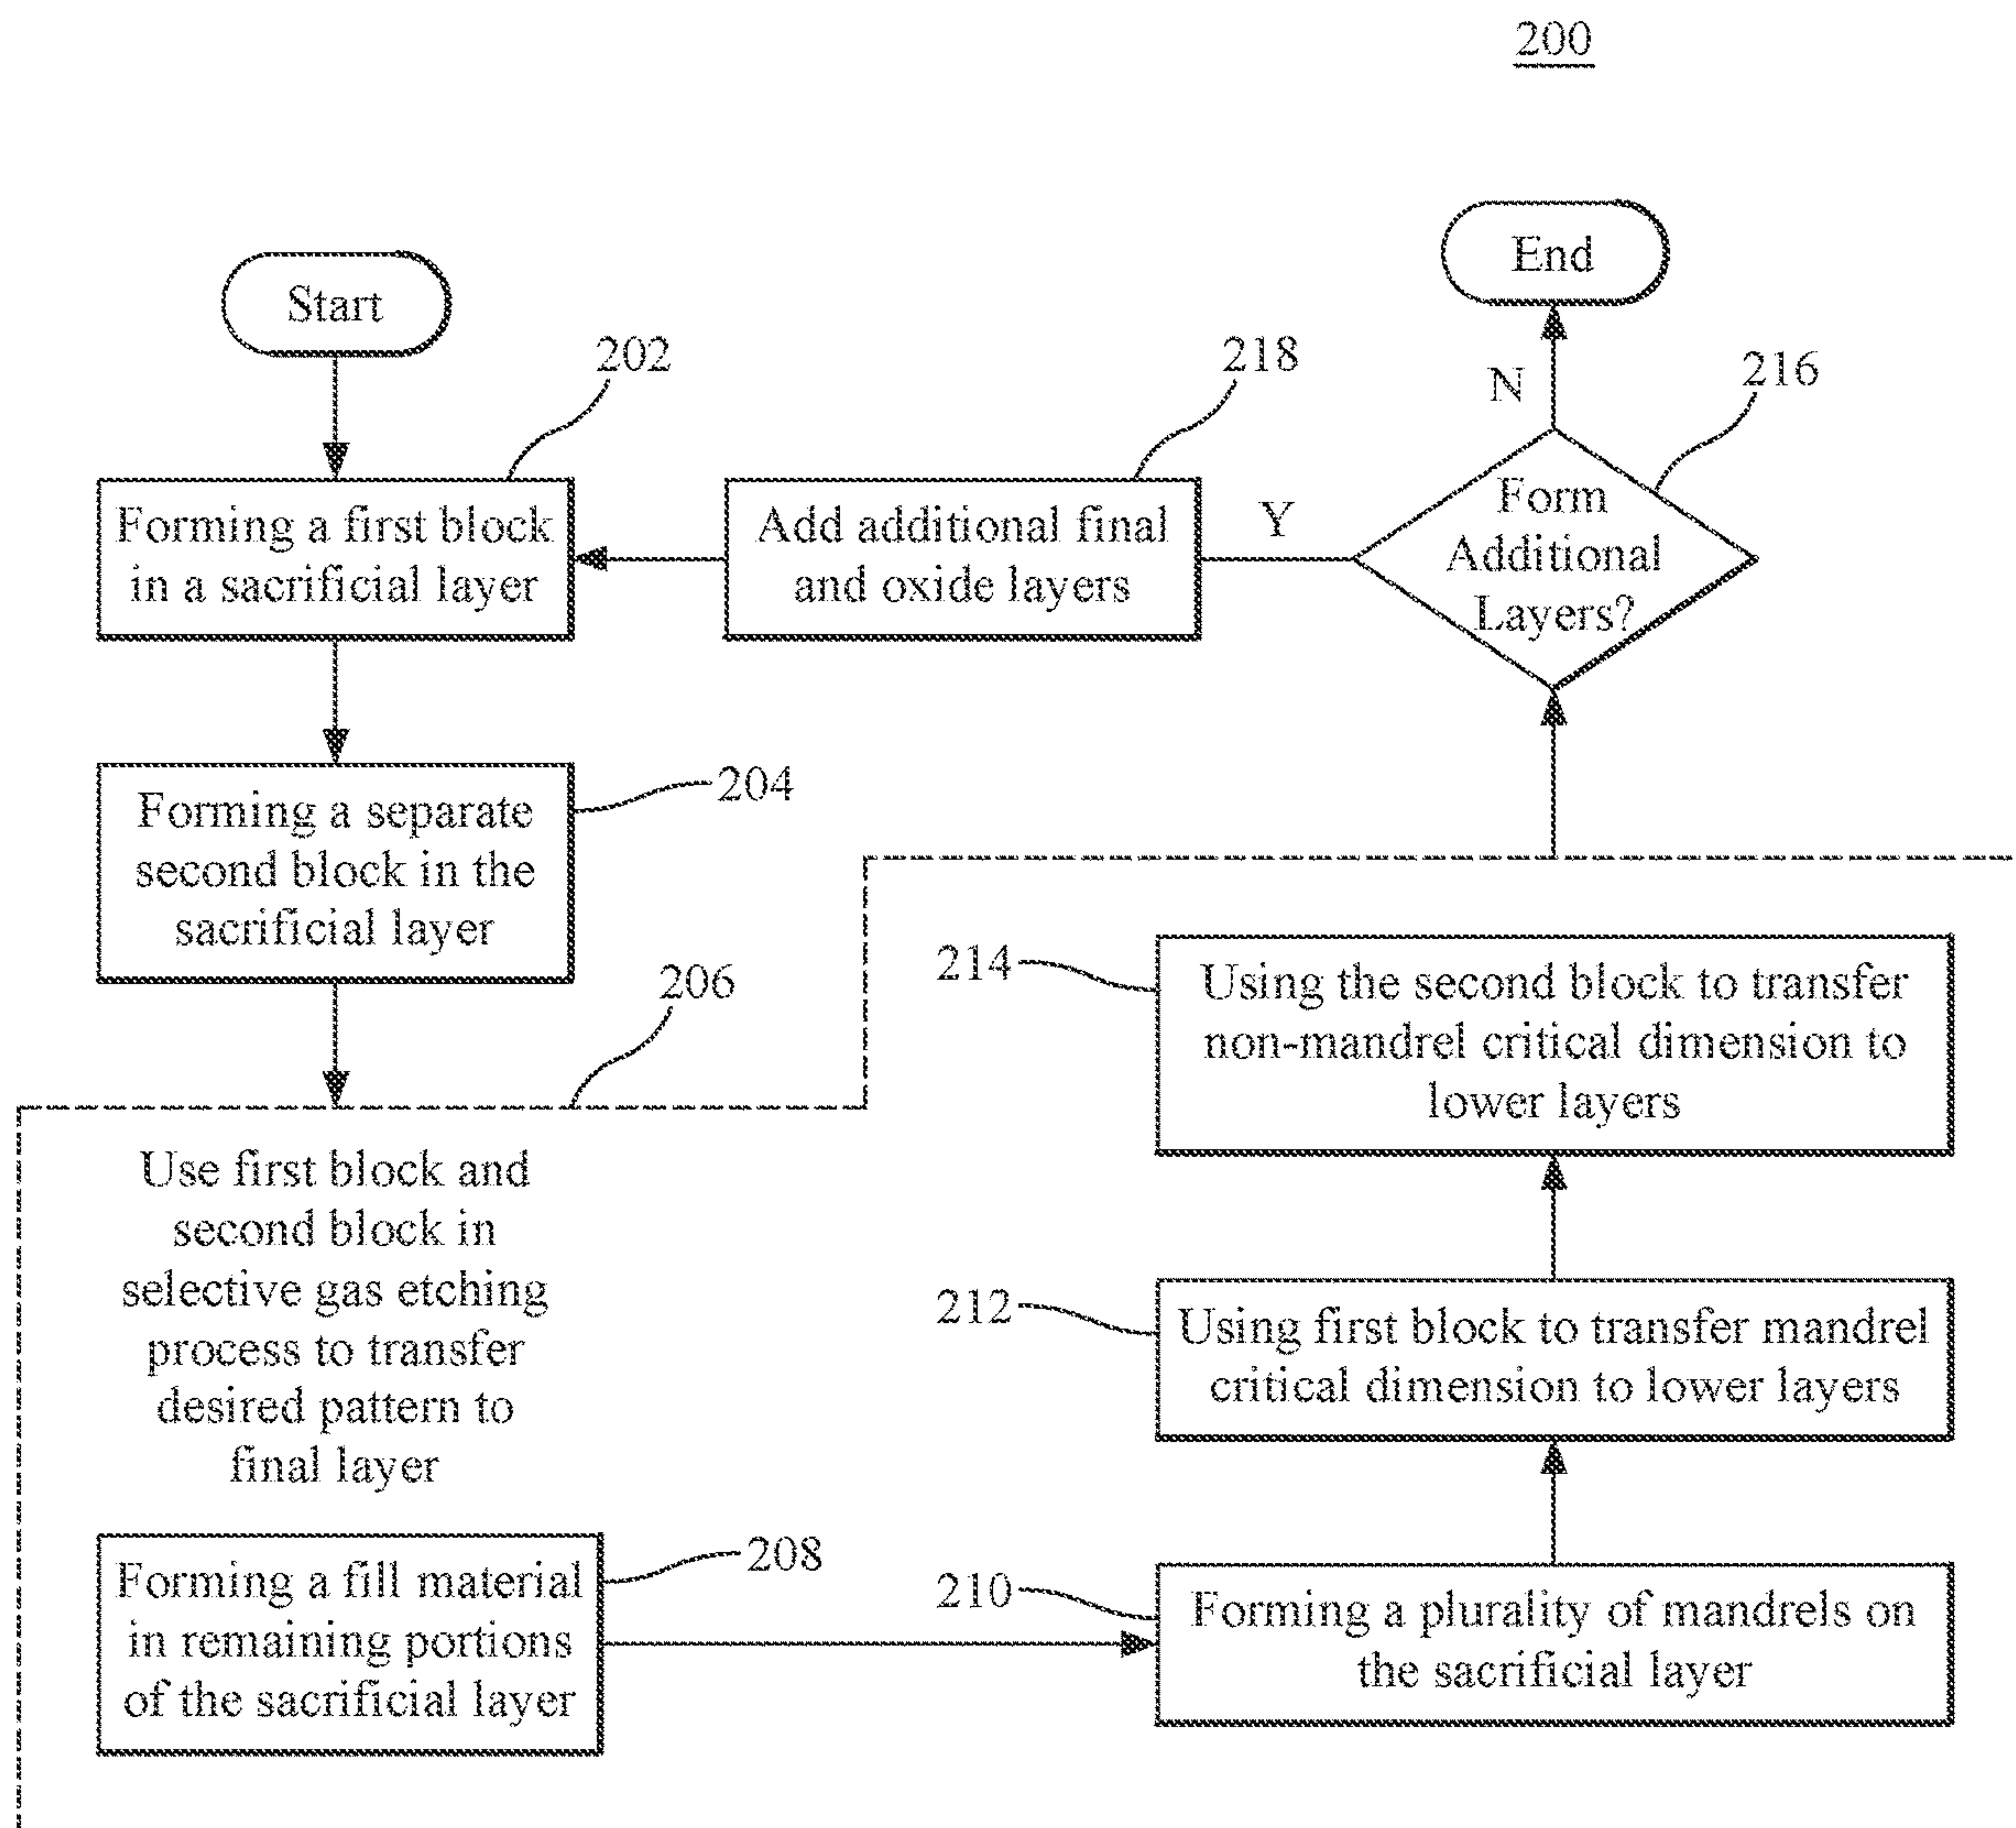 200
Start
End
202
218
N
216
Forming a first block
in a sacrificial layer
Add additional final
and oxide layers
Y
Form
Additional
Layers?
204
Forming a separate
second block in the
sacrificial layer
206
214
Using the second block to transfer
non-mandrel critical dimension to
lower layers
Use first block and
second block in
selective gas etching
process to transfer
desired pattern to
final layer
212
Using first block to transfer mandrel
critical dimension to lower layers
208
Forming a fill material
in remaining portions
of the sacrificial layer
210
Forming a plurality of mandrels on
the sacrificial layer